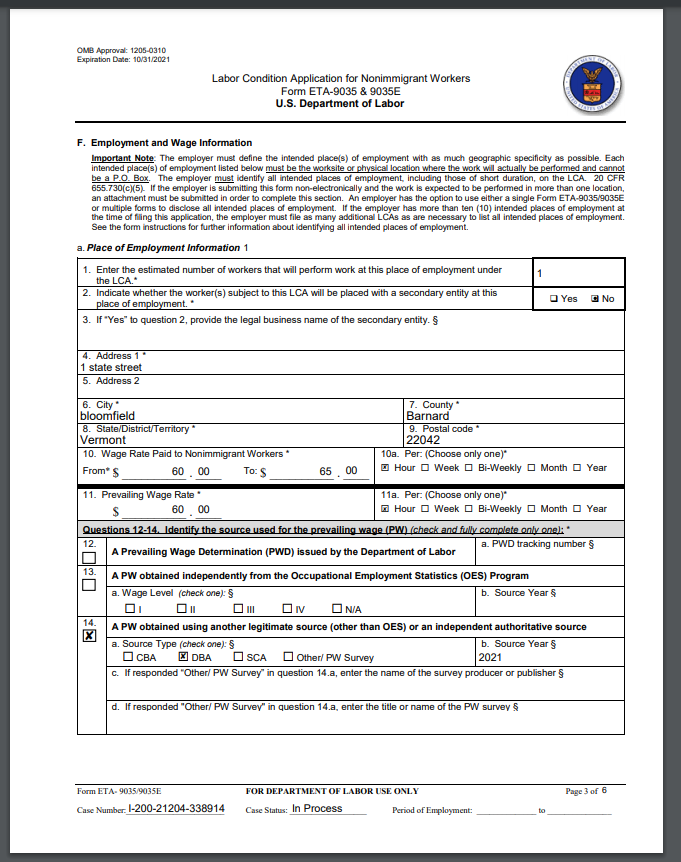 OMB Approval: 1205-0310
Expiration Date: 10/31/2021
Labor Condition Application for Nonimmigrant Workers
Form ETA-9035 & 9035E
U.S. Department of Labor
F. Employment and Wage Information
Important Note: The employer must define the intended place(s) of employment with as much geographic specificity as possible. Each
intended place(s) of employment listed below must be the worksite or physical location where the work will actually be performed and cannot
be a P.O. Box. The employer must identify all intended places of employment, including those of short duration, on the LCA. 20 CFR
655.730(c)(5). If the employer is submitting this form non-electronically and the work is expected to be performed in more than one location,
an attachment must be submitted in order to complete this section. An employer has the option to use either a single Form ETA-9035/9035E
or multiple forms to disclose all intended places of employment. If the employer has more than ten (10) intended places of employment at
the time of filing this application, the employer must file as many additional LCAs as are necessary to list all intended places of employment.
See the form instructions for further information about identifying all intended places of employment.
a. Place of Employment Information 1
1. Enter the estimated number of workers that will perform work at this place of employment under
the LCA.*
1
2. Indicate whether the worker(s) subject to this LCA will be placed with a secondary entity at this
place of employment. *
☐ Yes ☒ No
3. If "Yes" to question 2, provide the legal business name of the secondary entity. §
4. Address 1 *
1 state street
5. Address 2
6. City * 7. County *
bloomfield Barnard
8. State/District/Territory * 9. Postal code *
Vermont 22042
10. Wage Rate Paid to Nonimmigrant Workers * 10a. Per: (Choose only one)*
From* $ 60 . 00 To: $ 65 . 00 ☒ Hour ☐ Week ☐ Bi-Weekly ☐ Month ☐ Year
11. Prevailing Wage Rate * 11a. Per: (Choose only one)*
$ 60 . 00 ☒ Hour ☐ Week ☐ Bi-Weekly ☐ Month ☐ Year
Questions 12-14. Identify the source used for the prevailing wage (PW) (check and fully complete only one): *
12. ☐ A Prevailing Wage Determination (PWD) issued by the Department of Labor a. PWD tracking number §
13. ☐ A PW obtained independently from the Occupational Employment Statistics (OES) Program
a. Wage Level (check one): § b. Source Year §
☐ I ☐ II ☐ III ☐ IV ☐ N/A
14. ☒ A PW obtained using another legitimate source (other than OES) or an independent authoritative source
a. Source Type (check one): § b. Source Year §
☐ CBA ☒ DBA ☐ SCA ☐ Other/ PW Survey 2021
c. If responded "Other/ PW Survey" in question 14.a, enter the name of the survey producer or publisher §
d. If responded "Other/ PW Survey" in question 14.a, enter the title or name of the PW survey §
Form ETA- 9035/9035E FOR DEPARTMENT OF LABOR USE ONLY Page 3 of 6
Case Number: I-200-21204-338914 Case Status: In Process Period of Employment: ____________ to ____________